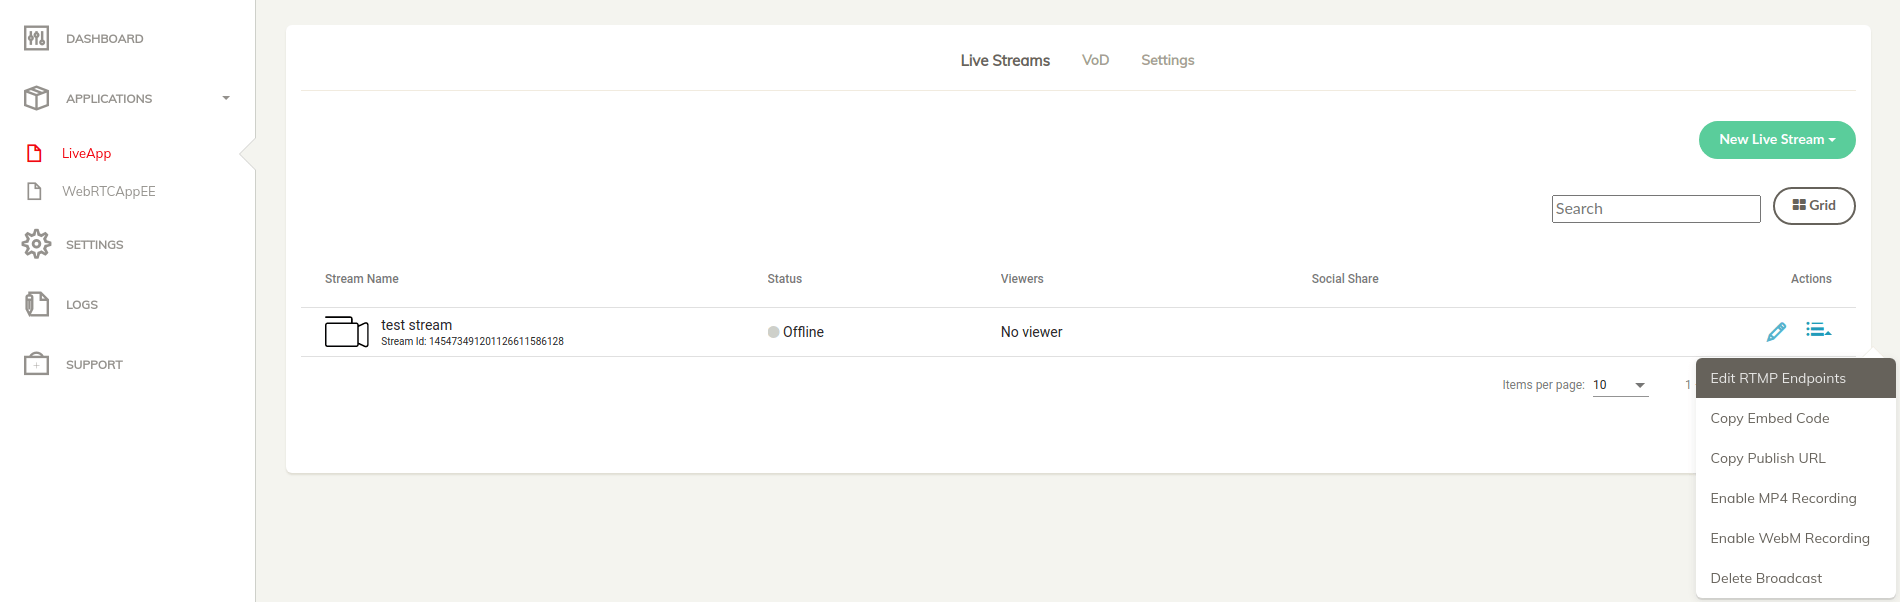 DASHBOARD
APPLICATIONS
LiveApp
WebRTCAppEE
SETTINGS
LOGS
SUPPORT
Live Streams VoD Settings
New Live Stream
Search Grid
Stream Name Status Viewers Social Share Actions
test stream
Stream Id: 145473491201126611586128
Offline No viewer
Items per page: 10 1
Edit RTMP Endpoints
Copy Embed Code
Copy Publish URL
Enable MP4 Recording
Enable WebM Recording
Delete Broadcast